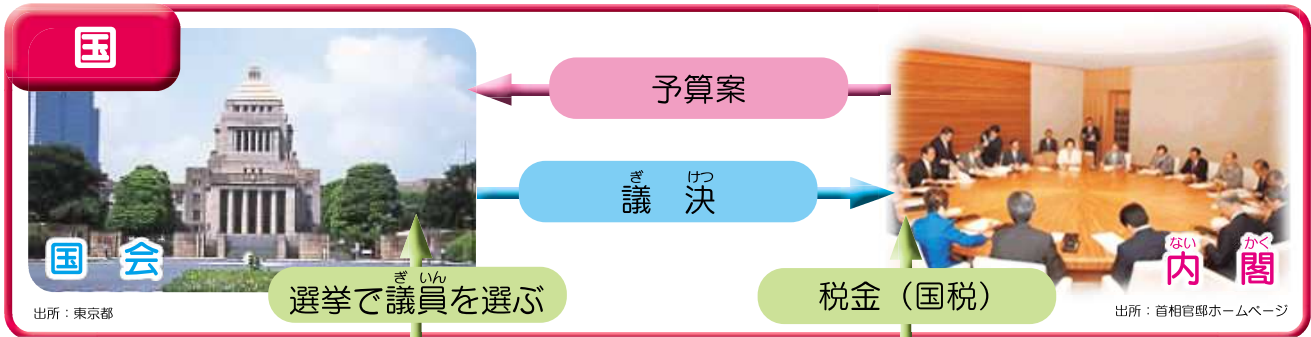 国
予算案
ぎ けつ
議 決
国 会
ない かく
内 閣
ぎ いん
選挙で議員を選ぶ
税金（国税）
出所：東京都
出所：首相官邸ホームページ